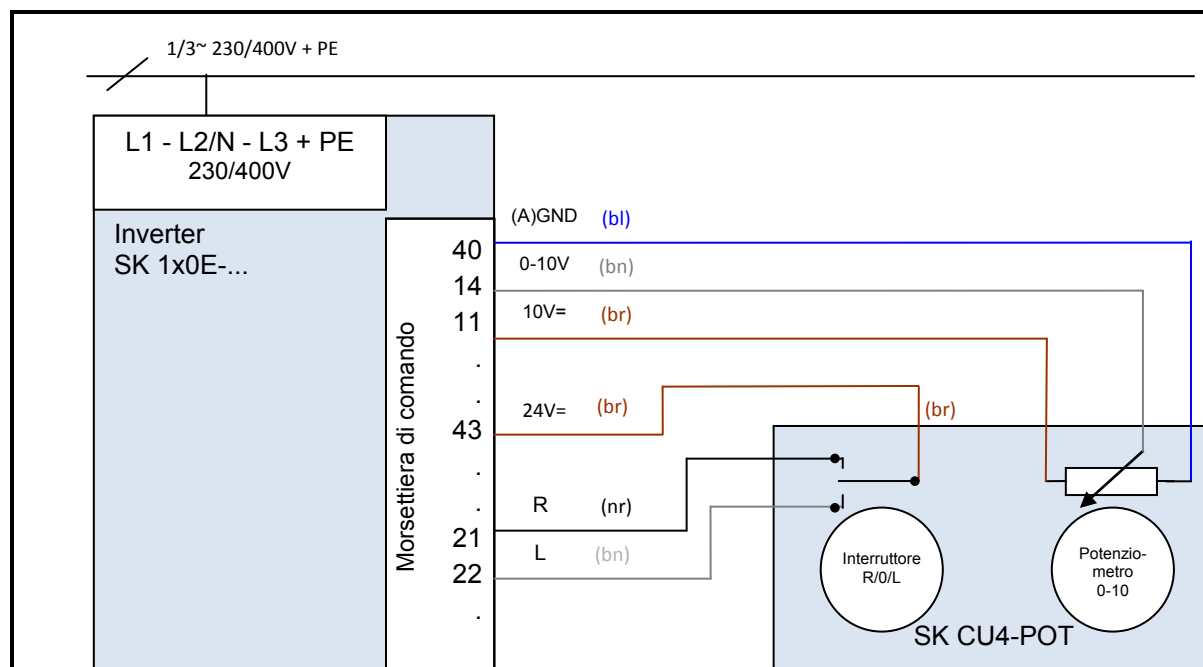 1/3~ 230/400V + PE
L1 - L2/N - L3 + PE
230/400V
Inverter
SK 1x0E-...
Morsettiera di comando
40
14
11
.
.
43
.
.
21
22
.
(A)GND (bl)
0-10V (bn)
10V= (br)
24V= (br)
(br)
R (nr)
L (bn)
Interruttore
R/0/L
Potenzio-
metro
0-10
SK CU4-POT